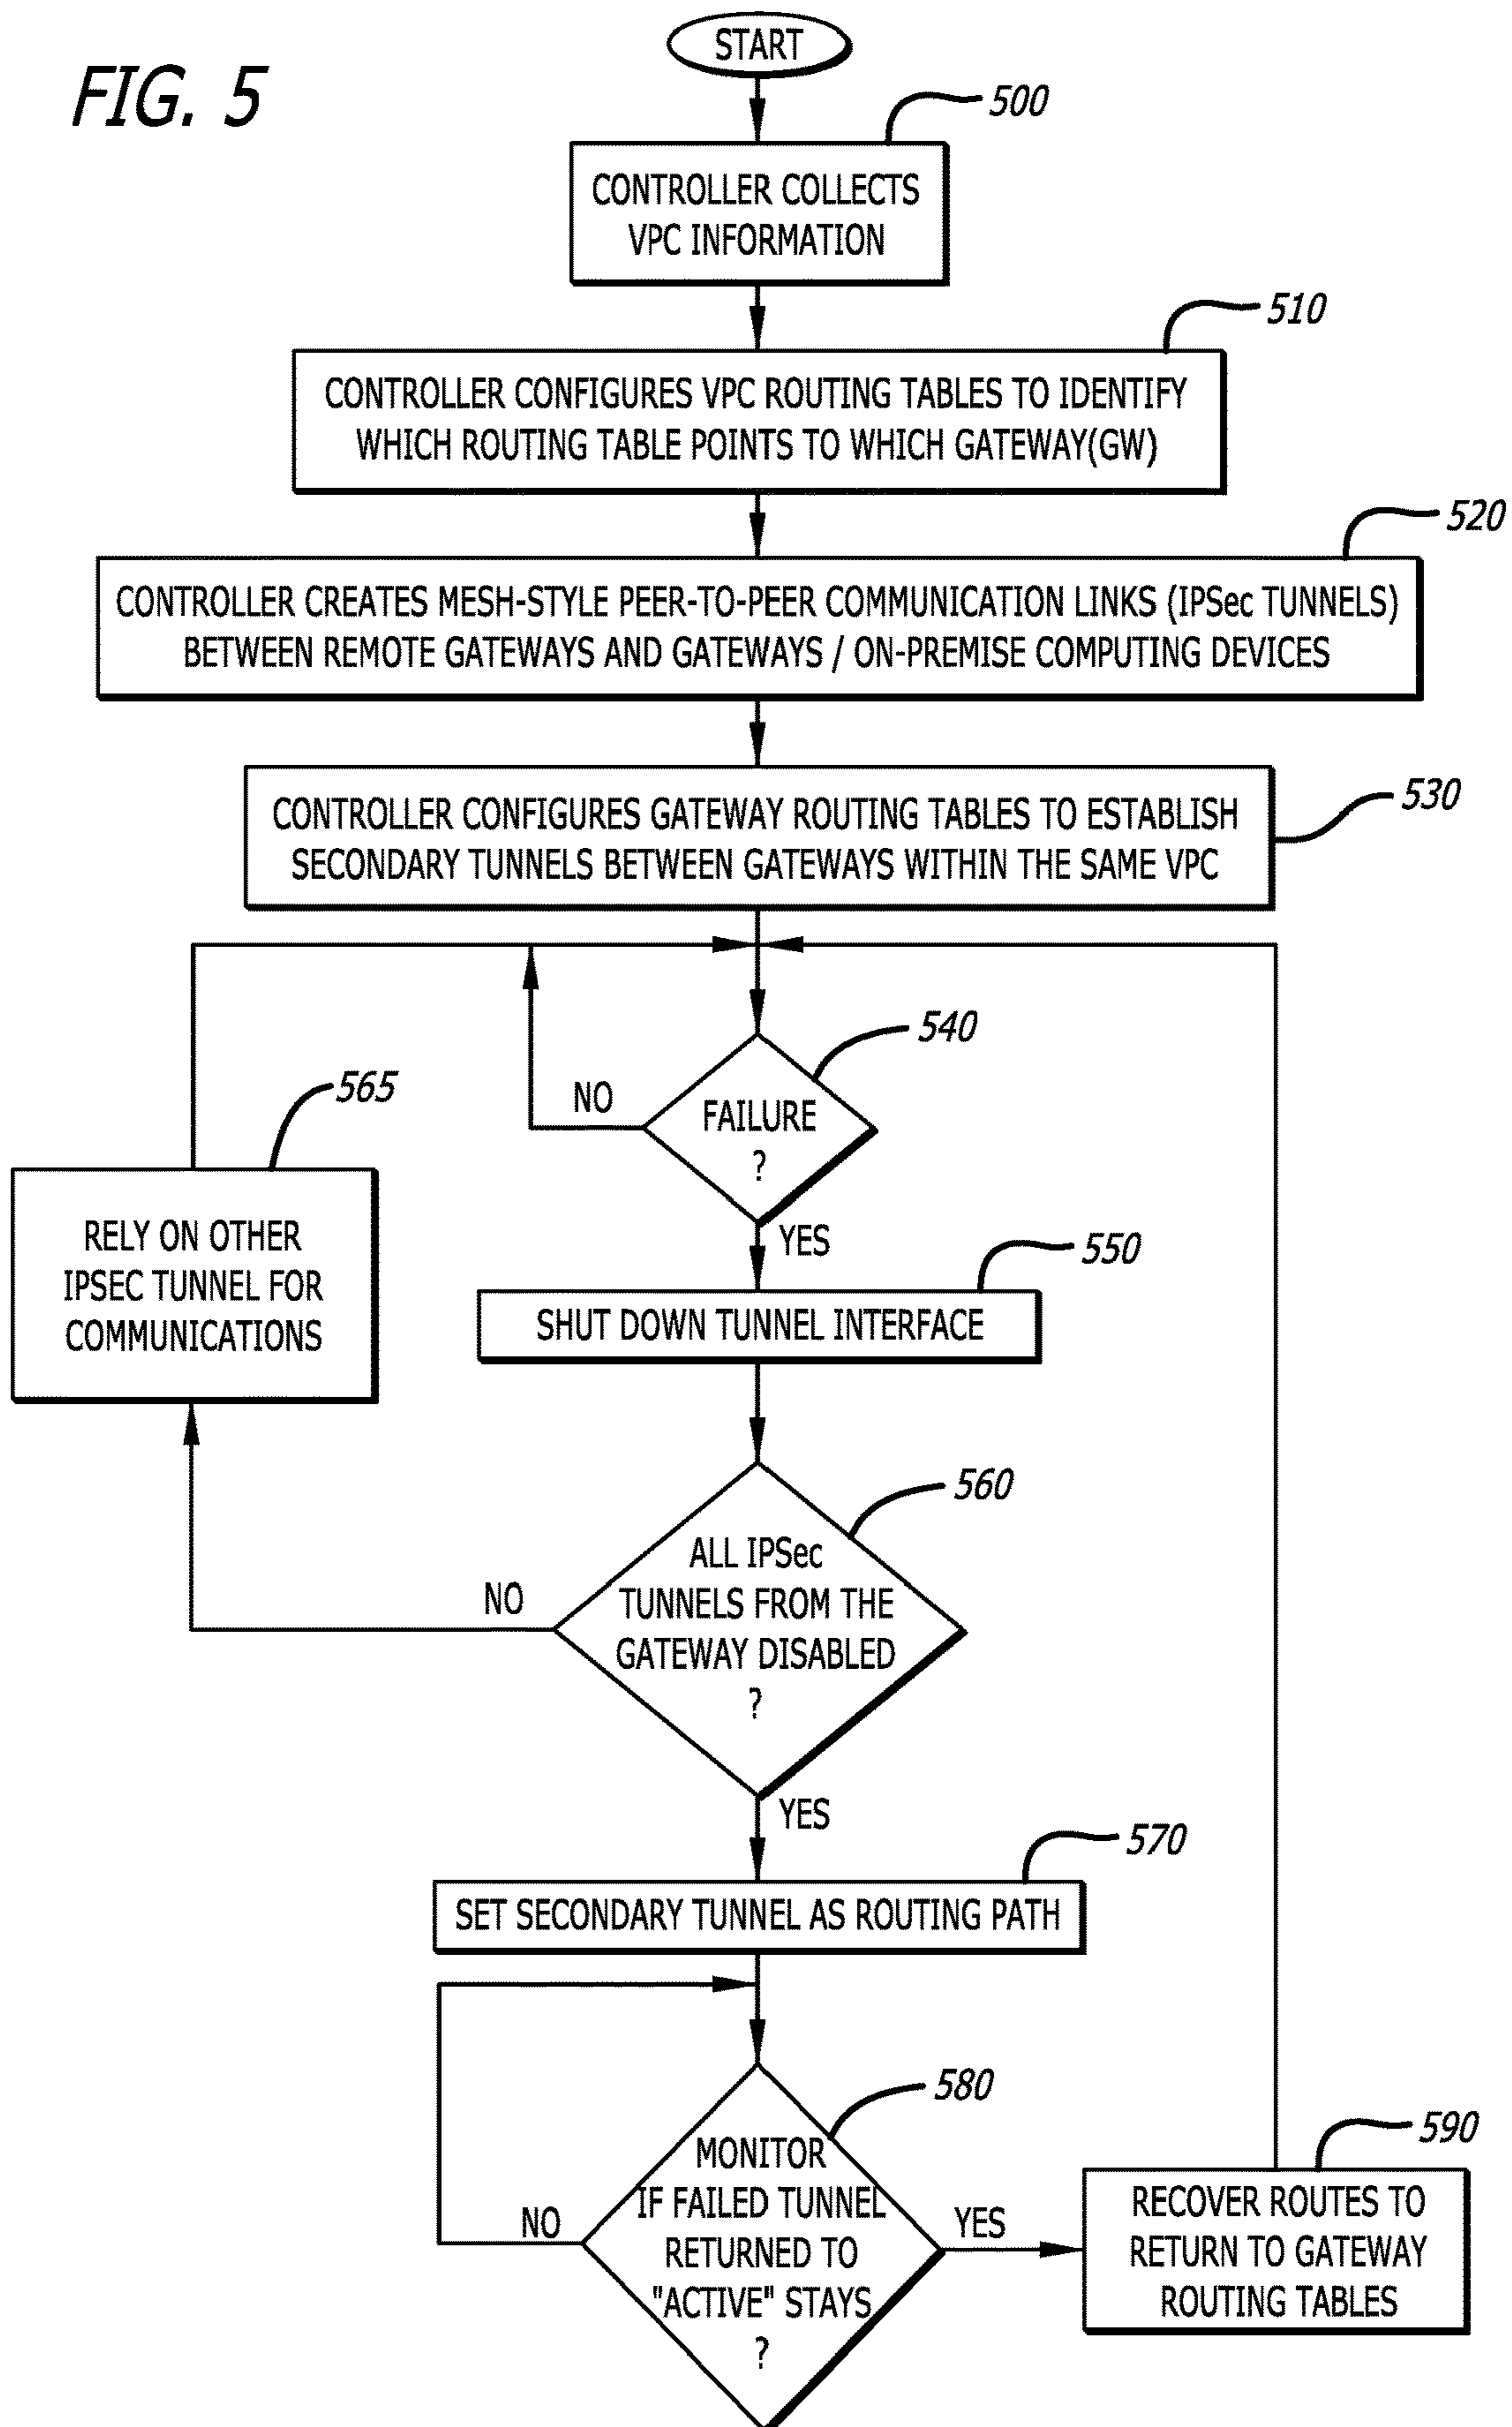 FIG. 5
START
500
CONTROLLER COLLECTS
VPC INFORMATION
510
CONTROLLER CONFIGURES VPC ROUTING TABLES TO IDENTIFY
WHICH ROUTING TABLE POINTS TO WHICH GATEWAY(GW)
520
CONTROLLER CREATES MESH-STYLE PEER-TO-PEER COMMUNICATION LINKS (IPSec TUNNELS)
BETWEEN REMOTE GATEWAYS AND GATEWAYS / ON-PREMISE COMPUTING DEVICES
530
CONTROLLER CONFIGURES GATEWAY ROUTING TABLES TO ESTABLISH
SECONDARY TUNNELS BETWEEN GATEWAYS WITHIN THE SAME VPC
540
FAILURE
?
NO
YES
565
RELY ON OTHER
IPSEC TUNNEL FOR
COMMUNICATIONS
550
SHUT DOWN TUNNEL INTERFACE
560
ALL IPSec
TUNNELS FROM THE
GATEWAY DISABLED
?
NO
YES
570
SET SECONDARY TUNNEL AS ROUTING PATH
580
MONITOR
IF FAILED TUNNEL
RETURNED TO
"ACTIVE" STAYS
?
NO
YES
590
RECOVER ROUTES TO
RETURN TO GATEWAY
ROUTING TABLES